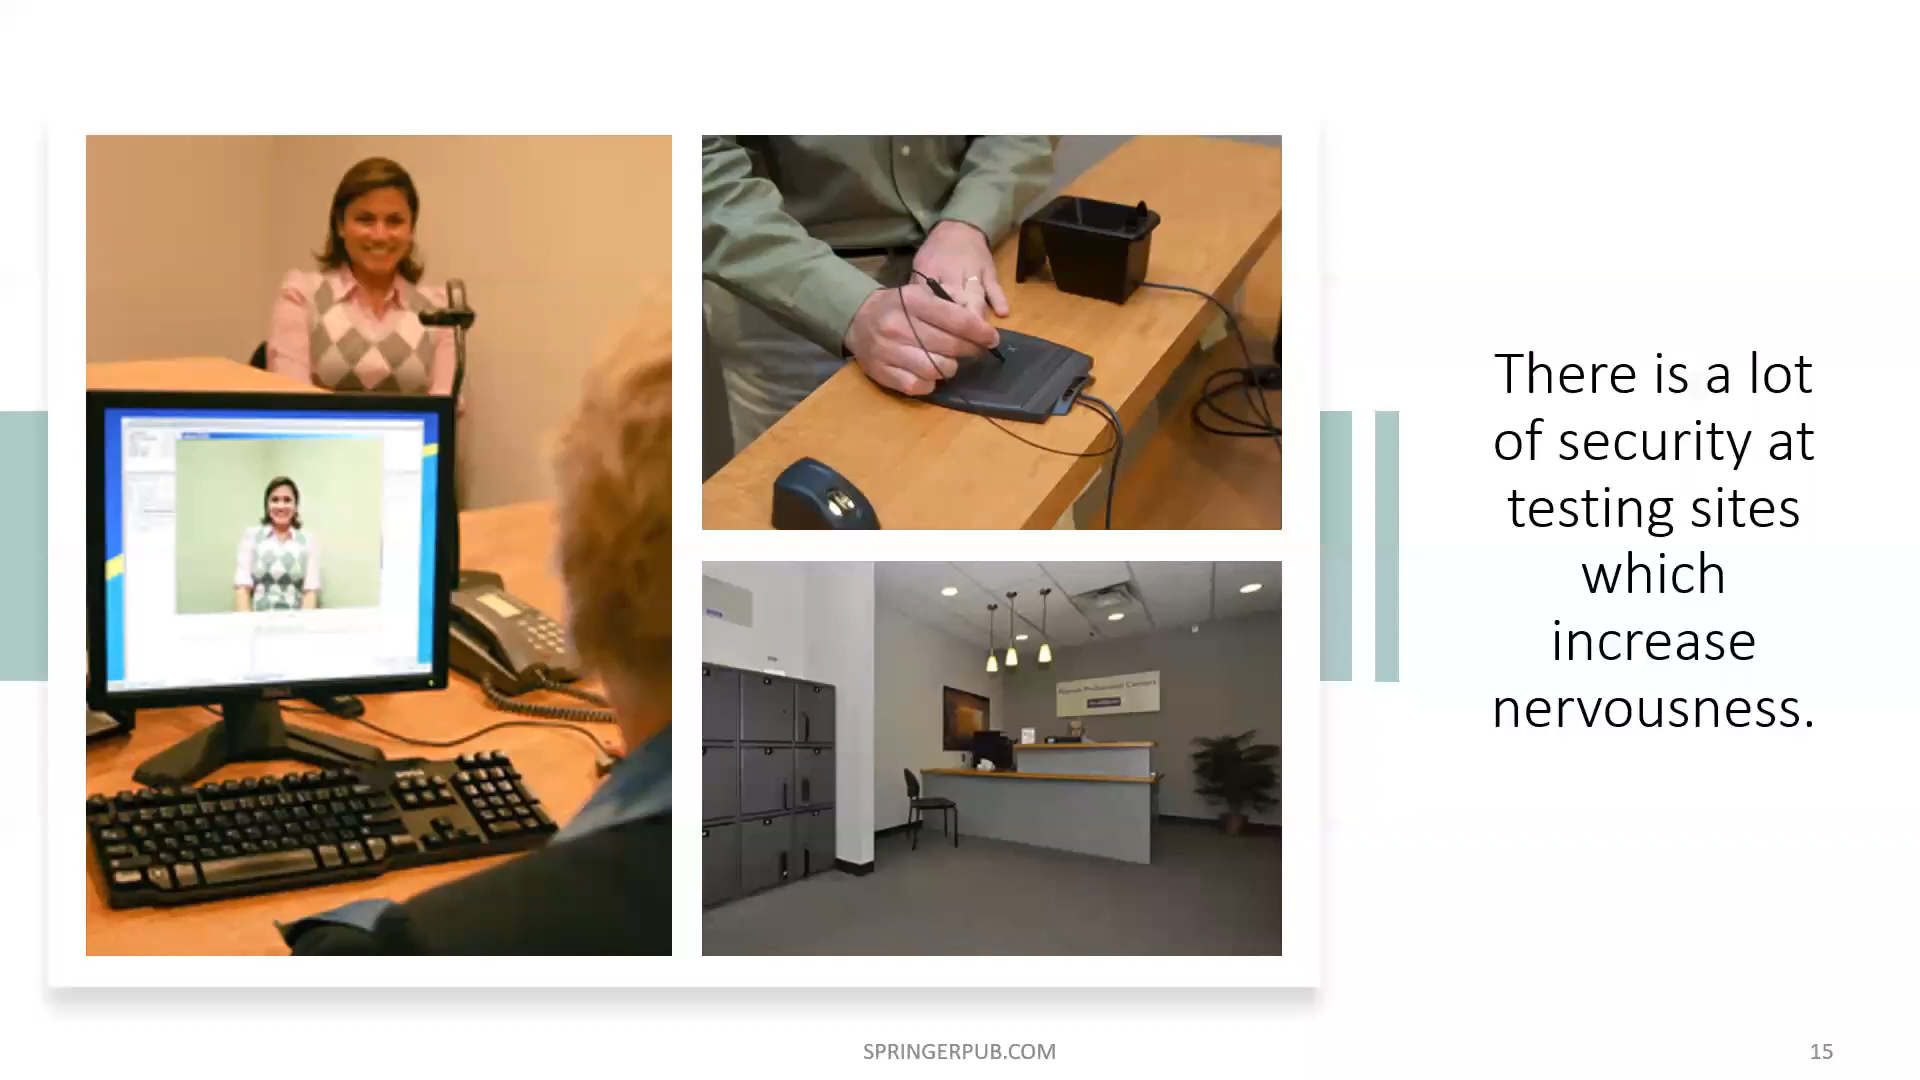 There is a lot
of security at
testing sites
which
increase
nervousness.
SPRINGERPUB.COM
15